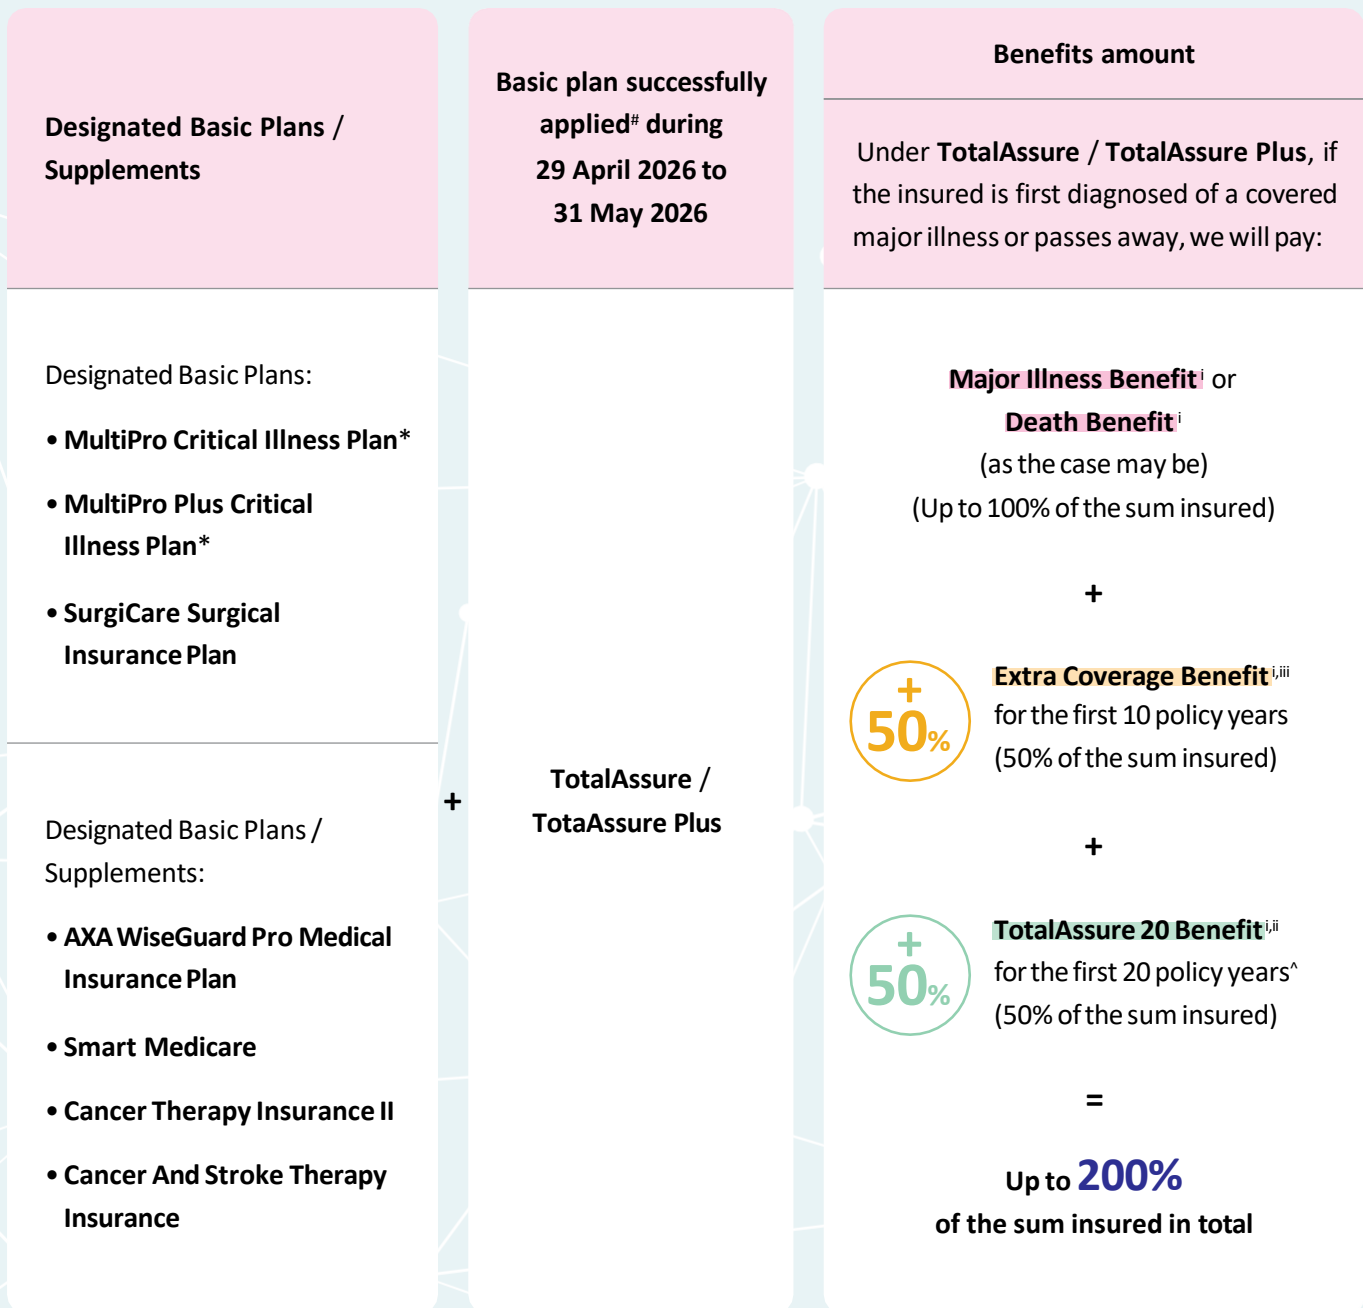 Designated Basic Plans /
Supplements
Basic plan successfully
applied# during
29 April 2026 to
31 May 2026
Benefits amount
Under TotalAssure / TotalAssure Plus, if
the insured is first diagnosed of a covered
major illness or passes away, we will pay:
Designated Basic Plans:
• MultiPro Critical Illness Plan*
• MultiPro Plus Critical
Illness Plan*
• SurgiCare Surgical
Insurance Plan
Designated Basic Plans /
Supplements:
• AXA WiseGuard Pro Medical
Insurance Plan
• Smart Medicare
• Cancer Therapy Insurance II
• Cancer And Stroke Therapy
Insurance
+
TotalAssure /
TotaAssure Plus
Major Illness Benefit i or
Death Benefit i
(as the case may be)
(Up to 100% of the sum insured)
+
+
50%
Extra Coverage Benefit i,iii
for the first 10 policy years
(50% of the sum insured)
+
+
50%
TotalAssure 20 Benefit i,ii
for the first 20 policy years^
(50% of the sum insured)
=
Up to 200%
of the sum insured in total